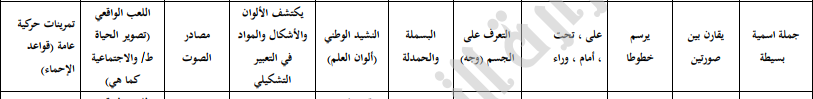 جملة اسمية
بسيطة
يقارن بين
صورتين
يرسم
خطوطا
على ، تحت
، أمام ، وراء
التعرف على
الجسم (وجه)
البسملة
والحمدلة
النشيد الوطني
(ألوان العلم)
يكتشف الألوان
والأشكال والمواد
في التعبير
التشكيلي
مصادر
الصوت
اللعب الواقعي
(تصوير الحياة
ط/ والاجتماعية
كما هي)
تمرينات حركية
عامة (قواعد
الإحماء)